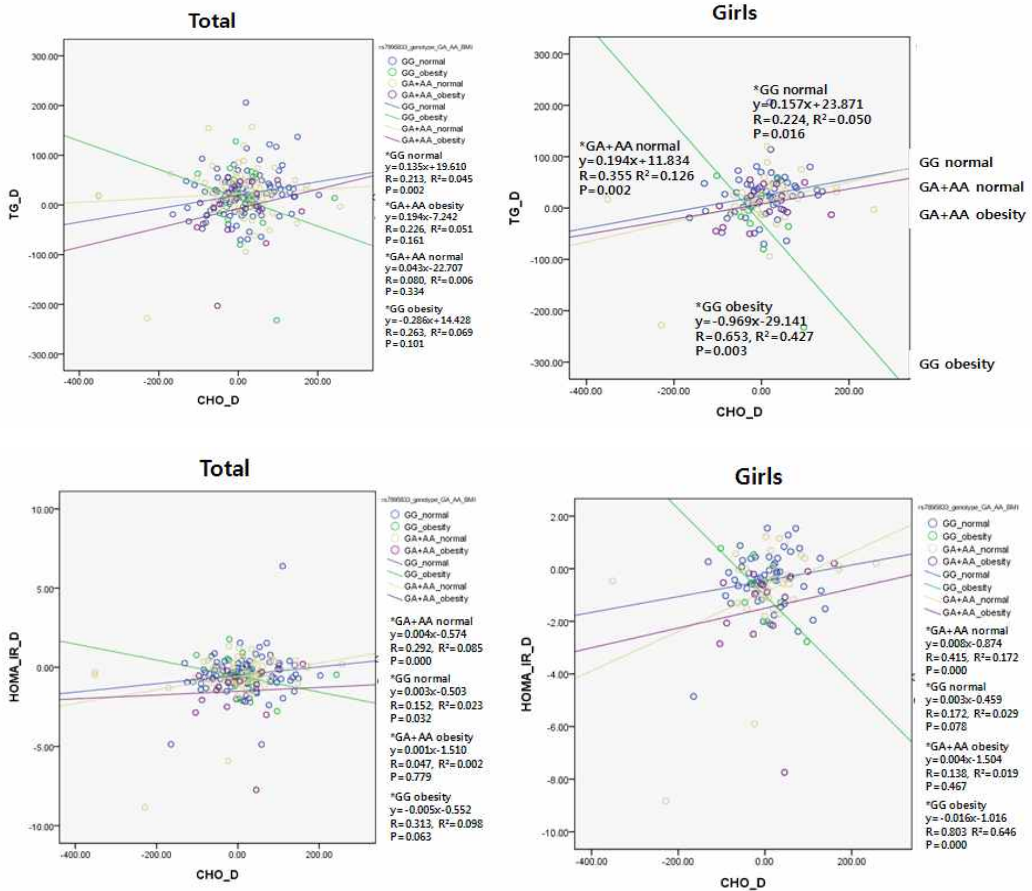 Total
300.00
200.00
100.00
0.00
-100.00
-200.00
-300.00
TG_D
-400.00
-200.00
0.00
200.00
CHO_D
rs7895833_genotype_GA_AA_BMI
GG_normal
GG_obesity
GA+AA_normal
GA+AA_obesity
GG_normal
GG_obesity
GA+AA_normal
GA+AA_obesity
*GG normal
y=0.135x+19.610
R=0.213, R²=0.045
P=0.002
*GA+AA obesity
y=0.194x-7.242
R=0.226, R²=0.051
P=0.161
*GA+AA normal
y=0.043x-22.707
R=0.080, R²=0.006
P=0.334
*GG obesity
y=-0.286x+14.428
R=0.263, R²=0.069
P=0.101
Girls
300.00
200.00
100.00
0.00
-100.00
-200.00
-300.00
TG_D
-400.00
-200.00
0.00
200.00
CHO_D
*GG normal
y=0.157x+23.871
R=0.224, R²=0.050
P=0.016
*GA+AA normal
y=0.194x+11.834
R=0.355 R²=0.126
P=0.002
*GG obesity
y=-0.969x-29.141
R=0.653, R²=0.427
P=0.003
GG normal
GA+AA normal
GA+AA obesity
GG obesity
Total
10.00
5.00
0.00
-5.00
-10.00
HOMA_IR_D
-400.00
-200.00
0.00
200.00
CHO_D
rs7895833_genotype_GA_AA_BMI
GG_normal
GG_obesity
GA+AA_normal
GA+AA_obesity
GG_normal
GG_obesity
GA+AA_normal
GA+AA_obesity
*GA+AA normal
y=0.004x-0.574
R=0.292, R²=0.085
P=0.000
*GG normal
y=0.003x-0.503
R=0.152, R²=0.023
P=0.032
*GA+AA obesity
y=0.001x-1.510
R=0.047, R²=0.002
P=0.779
*GG obesity
y=-0.005x-0.552
R=0.313, R²=0.098
P=0.063
Girls
2.00
0.00
-2.00
-4.00
-6.00
-8.00
-10.00
HOMA_IR_D
-400.00
-200.00
0.00
200.00
CHO_D
rs7895833_genotype_GA_AA_BMI
GG_normal
GG_obesity
GA+AA_normal
GA+AA_obesity
GG_normal
GG_obesity
GA+AA_normal
GA+AA_obesity
*GA+AA normal
y=0.008x-0.874
R=0.415, R²=0.172
P=0.000
*GG normal
y=0.003x-0.459
R=0.172, R²=0.029
P=0.078
*GA+AA obesity
y=0.004x-1.504
R=0.138, R²=0.019
P=0.467
*GG obesity
y=-0.016x-1.016
R=0.803 R²=0.646
P=0.000